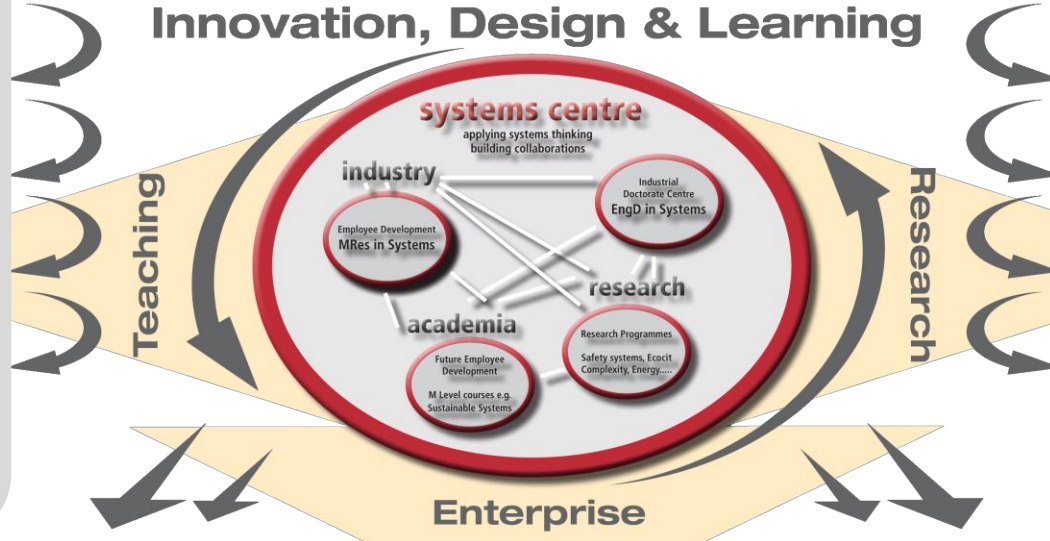 Innovation, Design & Learning
systems centre
applying systems thinking
building collaborations
industry
Industrial
Doctorate Centre
EngD in Systems
Employee Development
MRes in Systems
research
academia
Research Programmes
Safety systems, Ecocit
Complexity, Energy.....
Future Employee
Development
M Level courses e.g.
Sustainable Systems
Teaching
Research
Enterprise